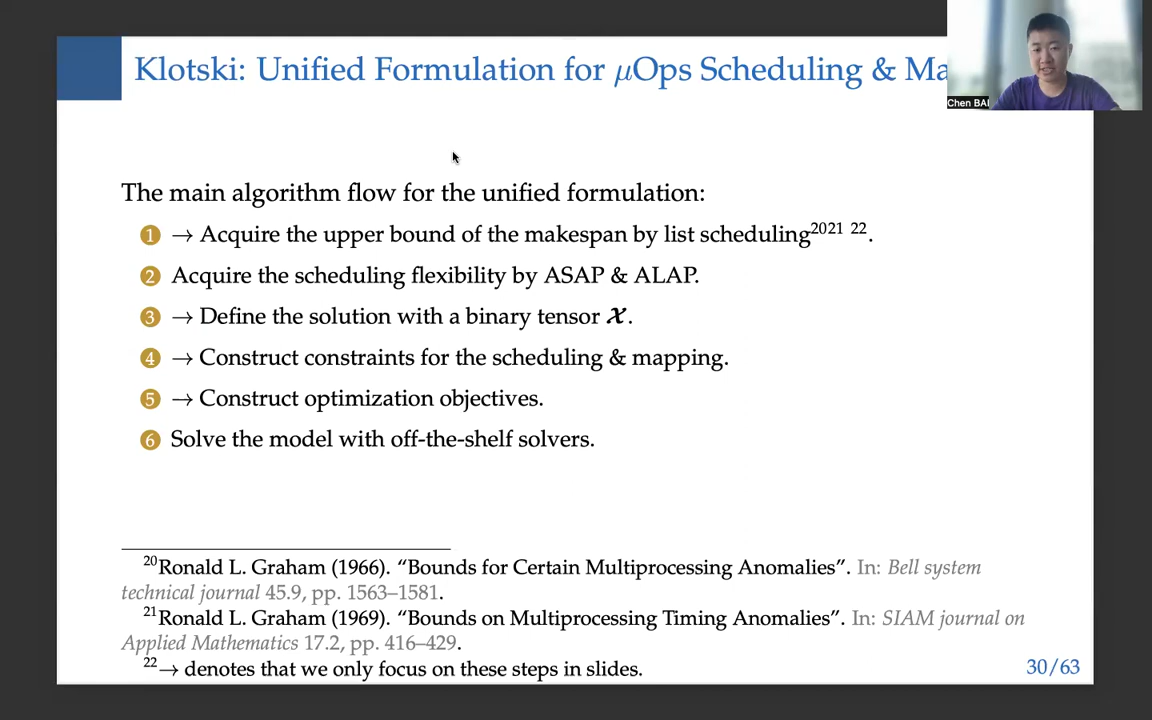 Klotski: Unified Formulation for μOps Scheduling & Ma
Chen BAI
The main algorithm flow for the unified formulation:
1 → Acquire the upper bound of the makespan by list scheduling2021 22.
2 Acquire the scheduling flexibility by ASAP & ALAP.
3 → Define the solution with a binary tensor 𝓧.
4 → Construct constraints for the scheduling & mapping.
5 → Construct optimization objectives.
6 Solve the model with off-the-shelf solvers.
20Ronald L. Graham (1966). “Bounds for Certain Multiprocessing Anomalies”. In: Bell system
technical journal 45.9, pp. 1563–1581.
21Ronald L. Graham (1969). “Bounds on Multiprocessing Timing Anomalies”. In: SIAM journal on
Applied Mathematics 17.2, pp. 416–429.
22→ denotes that we only focus on these steps in slides.
30/63